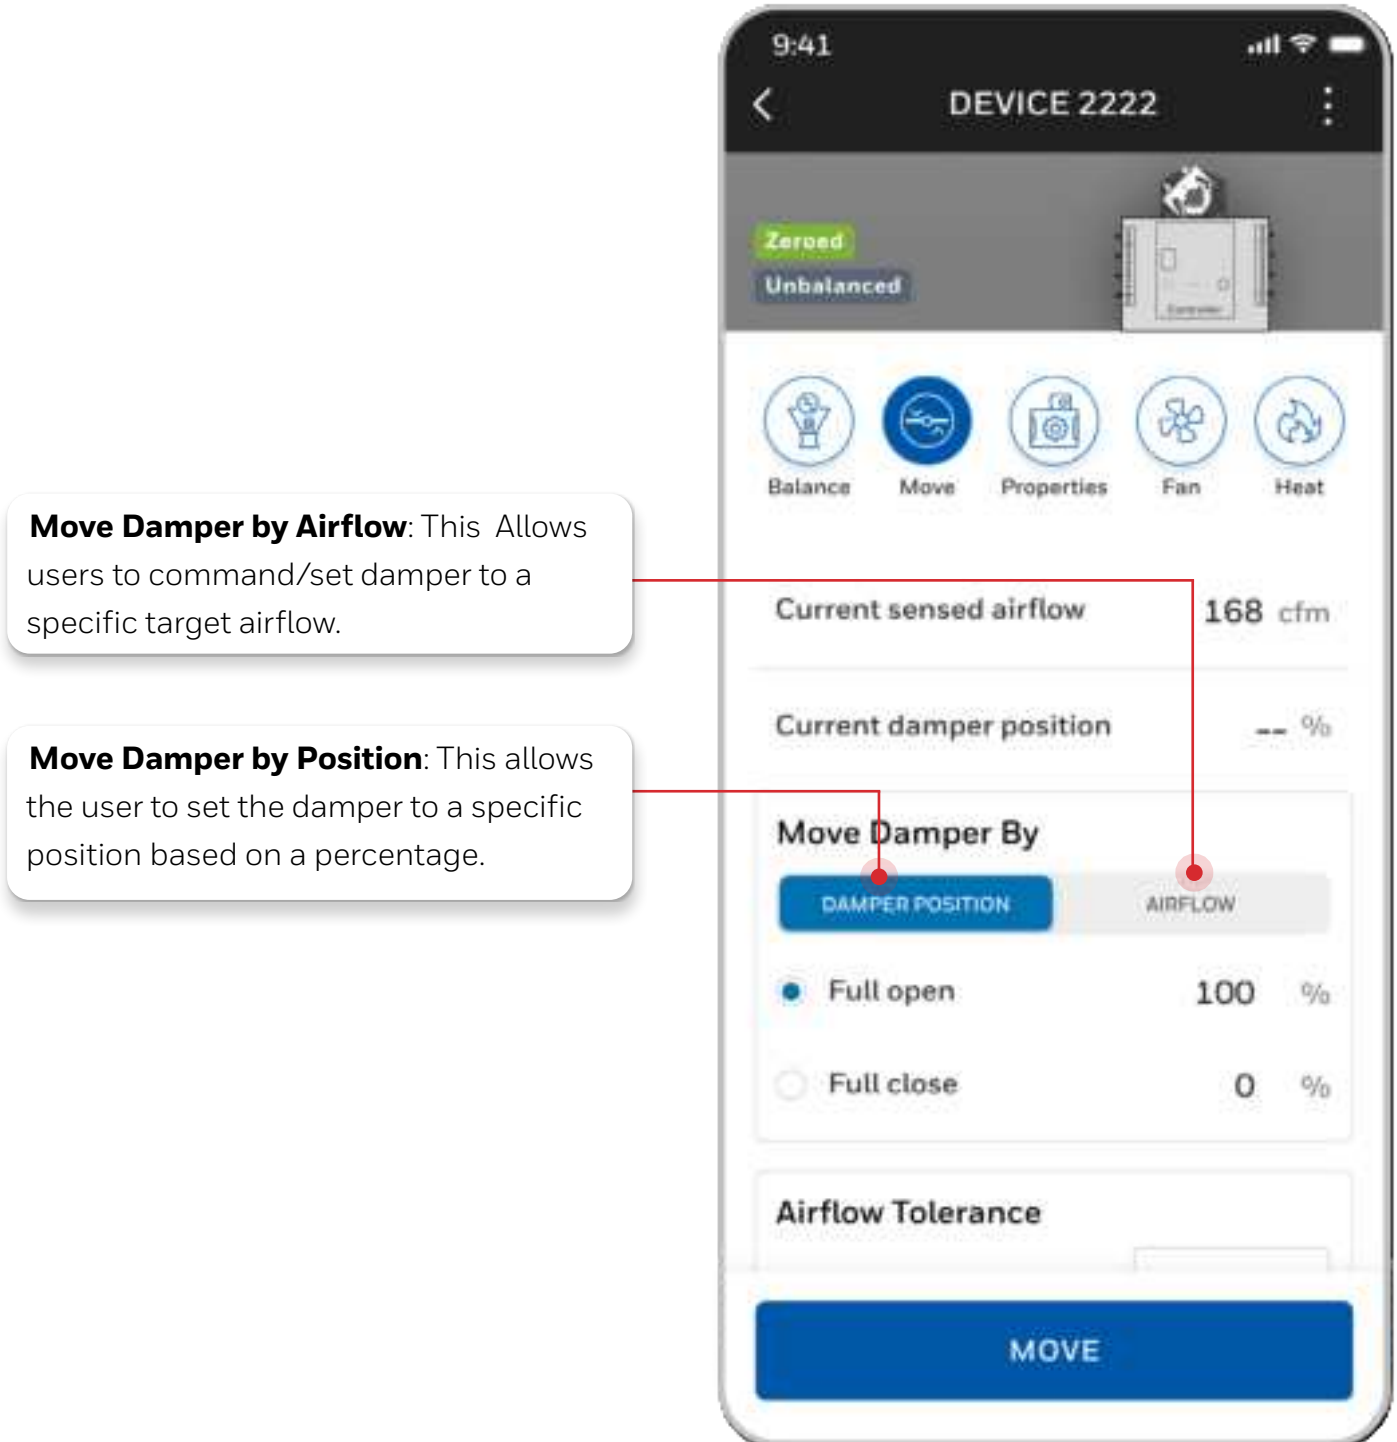 Move Damper by Airflow: This Allows
users to command/set damper to a
specific target airflow.
Move Damper by Position: This allows
the user to set the damper to a specific
position based on a percentage.
9:41
DEVICE 2222
Zeroed
Unbalanced
Controller
Balance Move Properties Fan Heat
Current sensed airflow 168 cfm
Current damper position -- %
Move Damper By
DAMPER POSITION AIRFLOW
Full open 100 %
Full close 0 %
Airflow Tolerance
MOVE